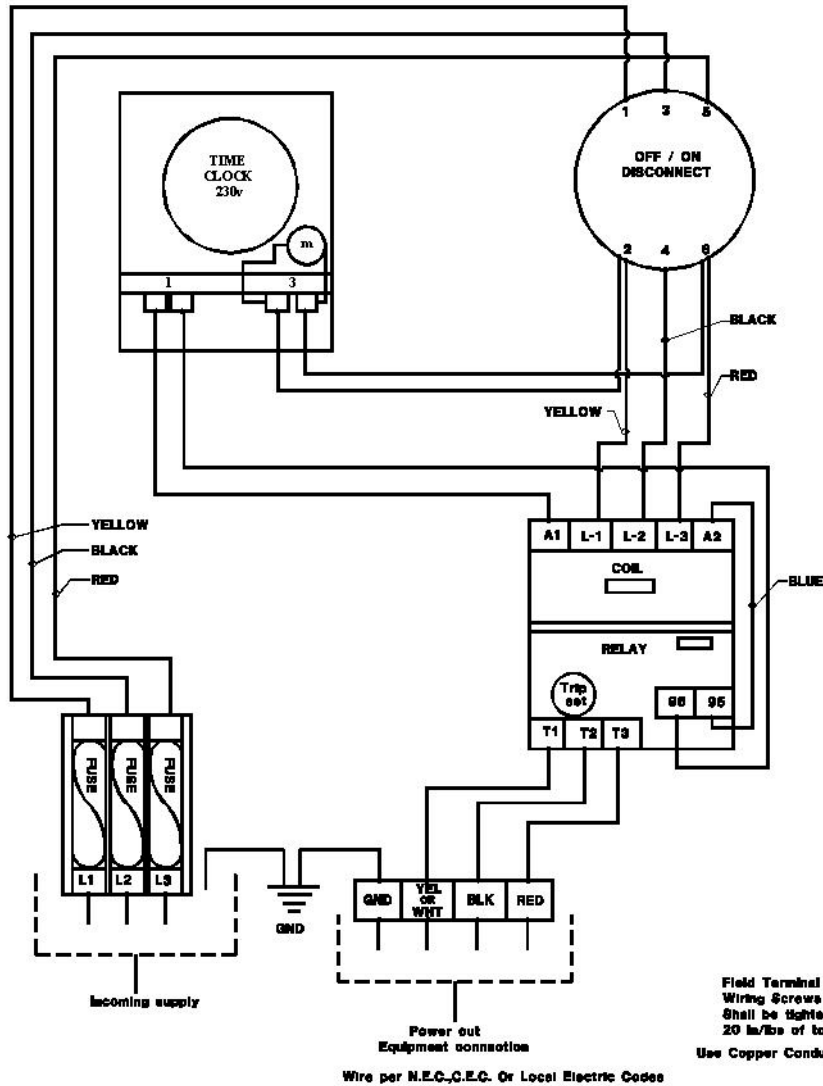 1 3 5
OFF / ON
DISCONNECT
2 4 6
TIME
CLOCK
230v
m
1 3
BLACK
RED
YELLOW
YELLOW
BLACK
RED
A1 L-1 L-2 L-3 A2
COIL
BLUE
RELAY
Trip
set
96 95
T1 T2 T3
FUSE FUSE FUSE
L1 L2 L3
GND
GND YEL OR WHT BLK RED
Incoming supply
Power out
Equipment connection
Field Terminal
Wiring Screws
Shall be tighte
20 in/lbs of to
Use Copper Condu
Wire per N.E.C.,C.E.C. Or Local Electric Codes